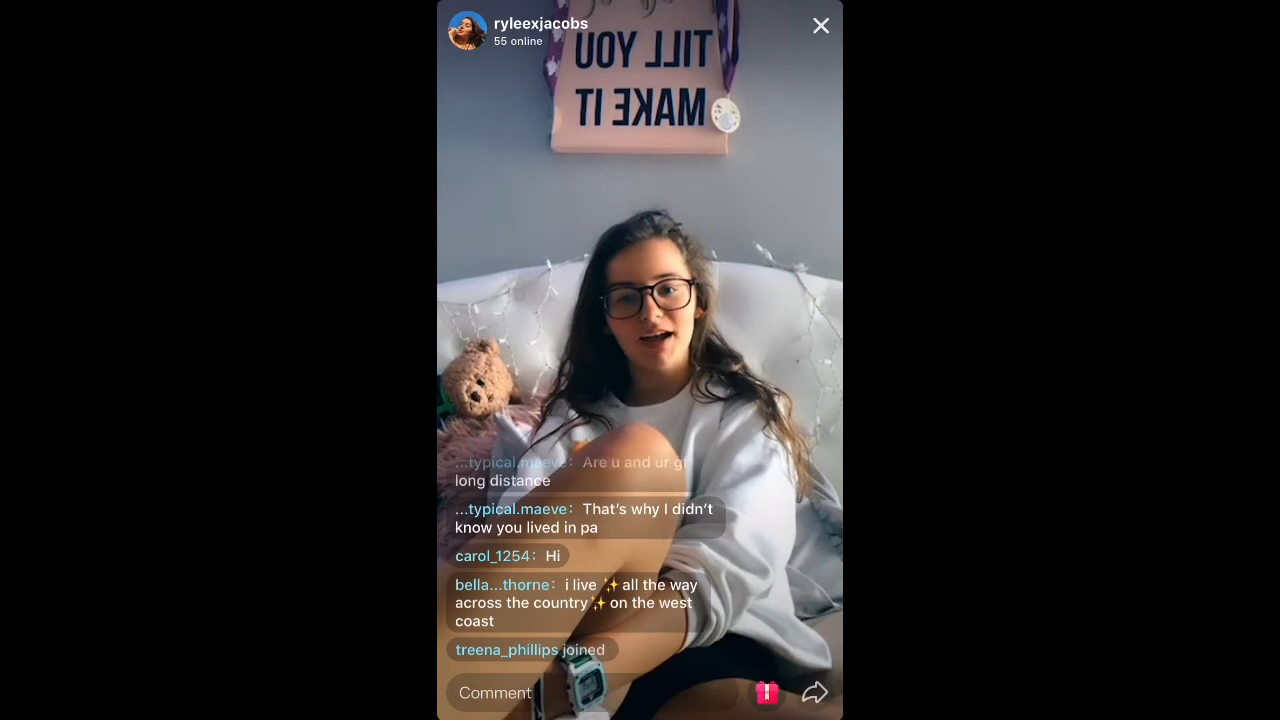 ryleexjacobs
55 online
TILL YOU
MAKE IT
...typical.maeve: Are u and ur gf
long distance
...typical.maeve: That's why I didn't
know you lived in pa
carol_1254: Hi
bella...thorne: i live ✨all the way
across the country✨on the west
coast
treena_phillips joined
Comment